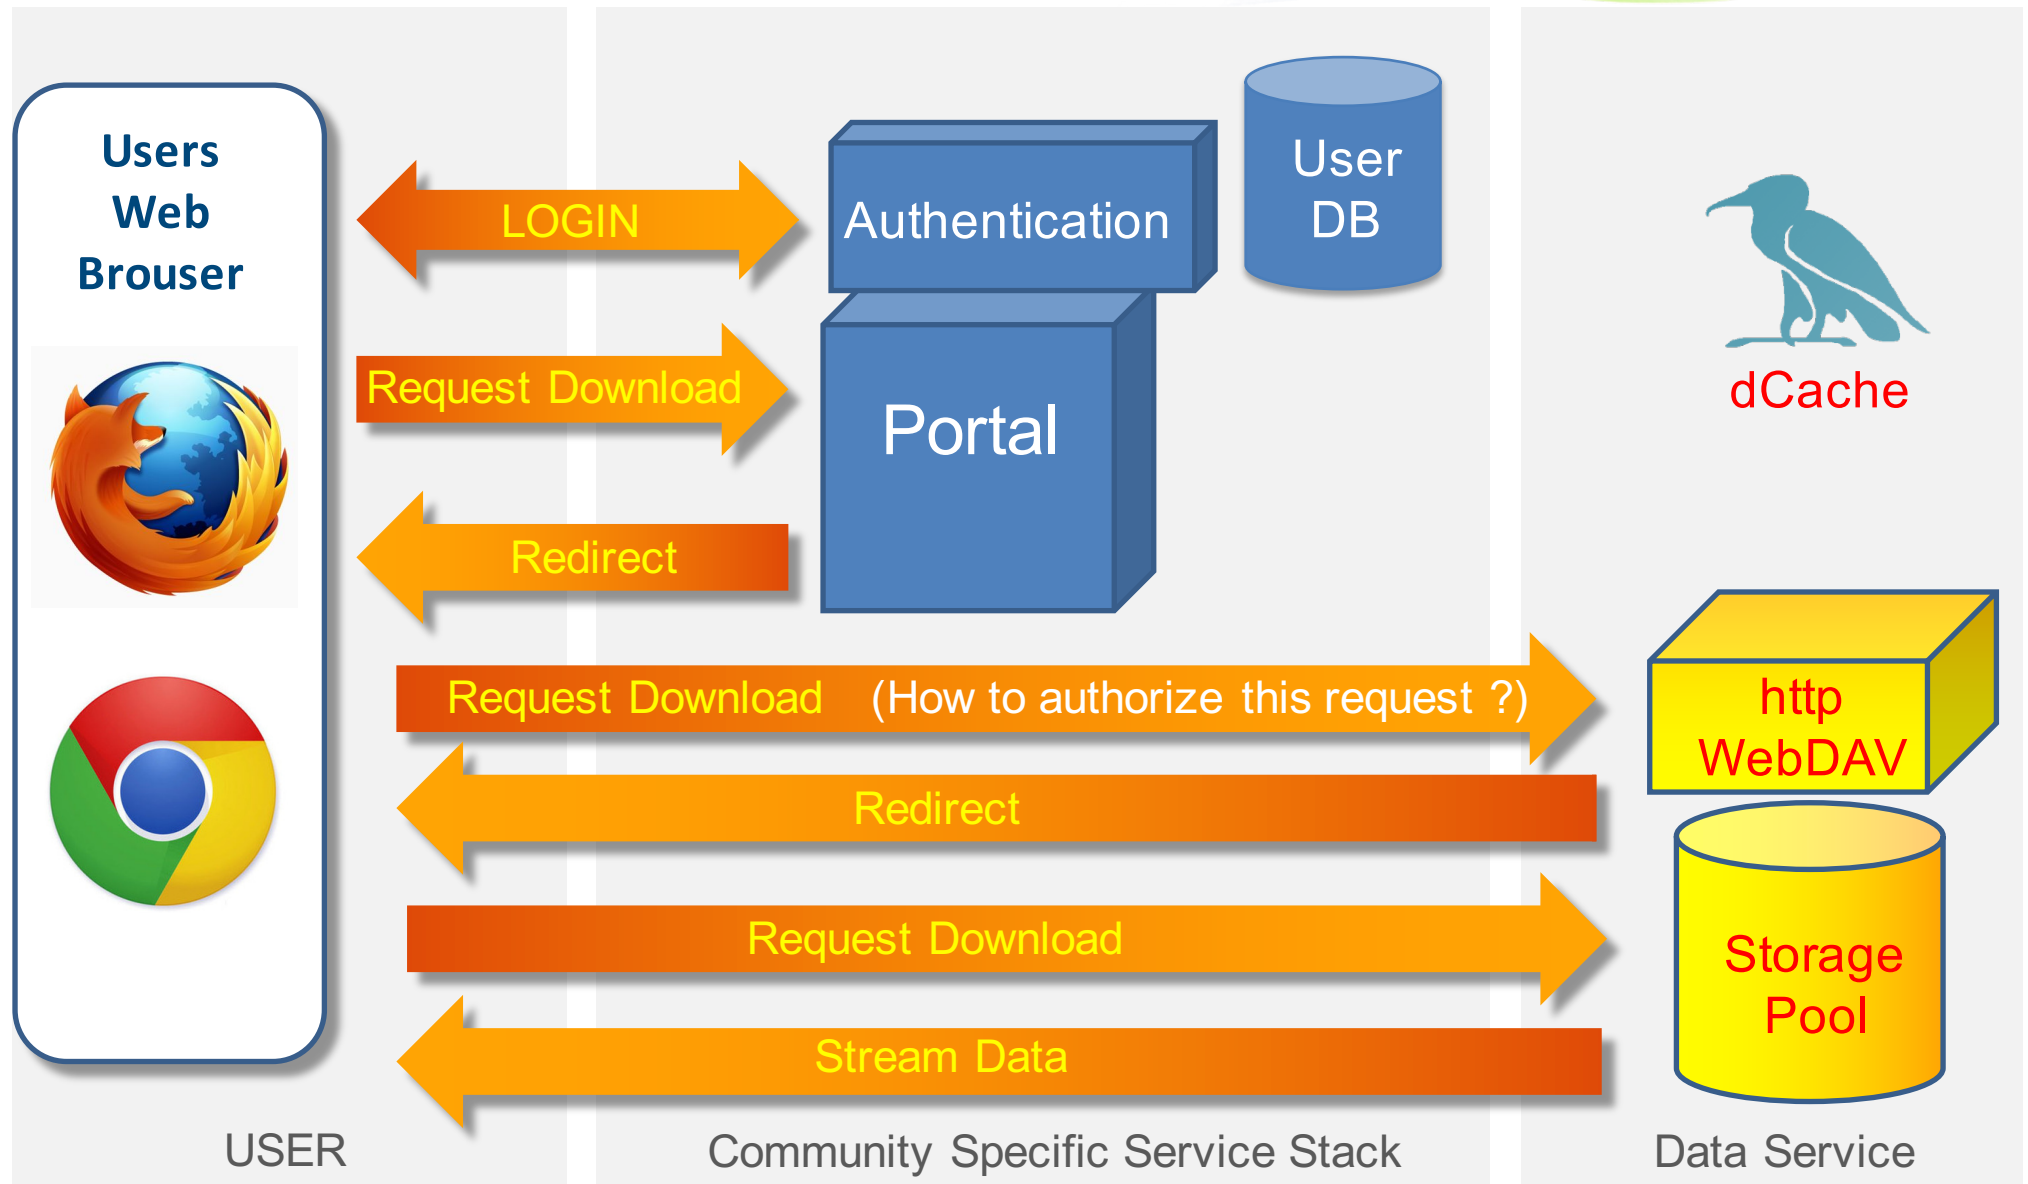 Users
Web
Brouser
LOGIN
Authentication
User
DB
Request Download
Portal
dCache
Redirect
Request Download (How to authorize this request ?)
http
WebDAV
Redirect
Request Download
Storage
Pool
Stream Data
USER
Community Specific Service Stack
Data Service